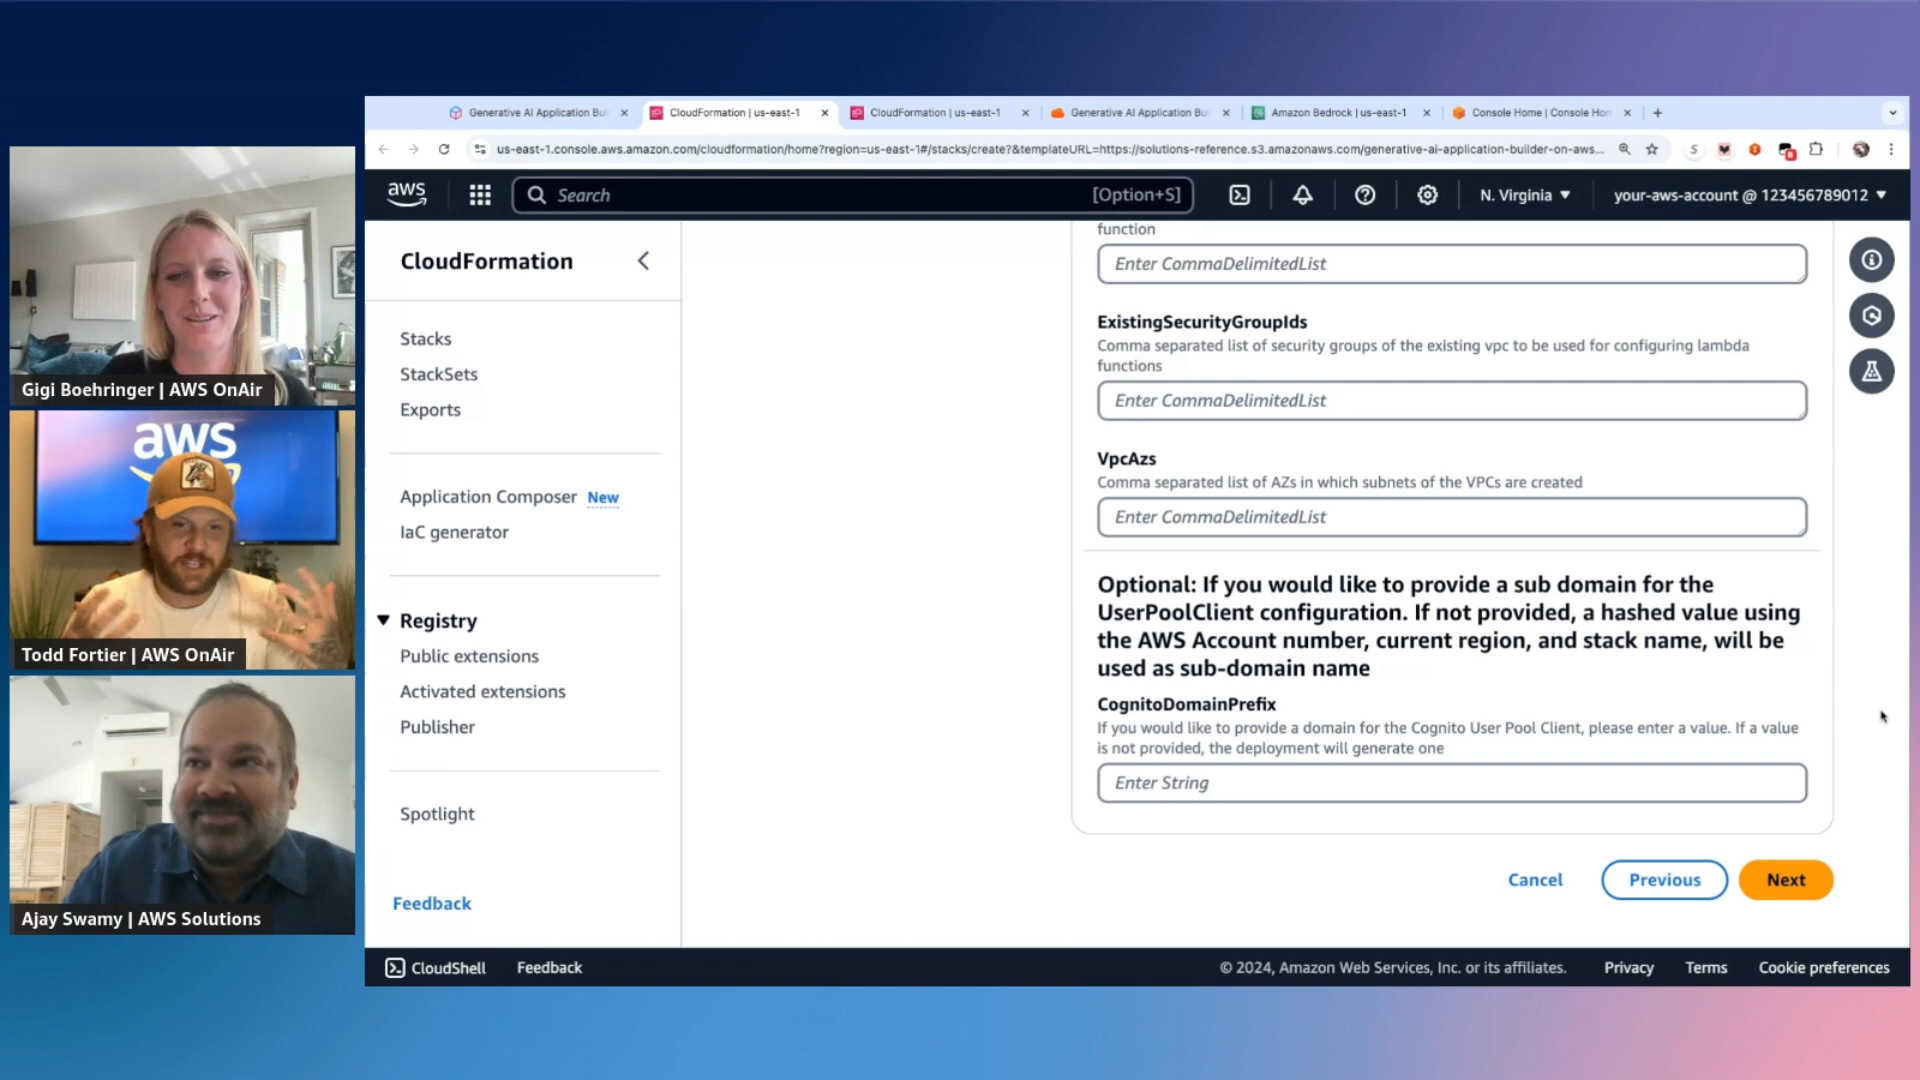 Generative AI Application Bui
CloudFormation | us-east-1
CloudFormation | us-east-1
Generative AI Application Bui
Amazon Bedrock | us-east-1
Console Home | Console Hom
us-east-1.console.aws.amazon.com/cloudformation/home?region=us-east-1#/stacks/create?&templateURL=https://solutions-reference.s3.amazonaws.com/generative-ai-application-builder-on-aws...
aws
Search
[Option+S]
N. Virginia
your-aws-account @ 123456789012
CloudFormation
Stacks
StackSets
Exports
Application Composer New
IaC generator
Registry
Public extensions
Activated extensions
Publisher
Spotlight
Feedback
function
Enter CommaDelimitedList
ExistingSecurityGroupIds
Comma separated list of security groups of the existing vpc to be used for configuring lambda
functions
Enter CommaDelimitedList
VpcAzs
Comma separated list of AZs in which subnets of the VPCs are created
Enter CommaDelimitedList
Optional: If you would like to provide a sub domain for the
UserPoolClient configuration. If not provided, a hashed value using
the AWS Account number, current region, and stack name, will be
used as sub-domain name
CognitoDomainPrefix
If you would like to provide a domain for the Cognito User Pool Client, please enter a value. If a value
is not provided, the deployment will generate one
Enter String
Cancel
Previous
Next
CloudShell
Feedback
© 2024, Amazon Web Services, Inc. or its affiliates.
Privacy
Terms
Cookie preferences
Gigi Boehringer | AWS OnAir
aws
Todd Fortier | AWS OnAir
Ajay Swamy | AWS Solutions